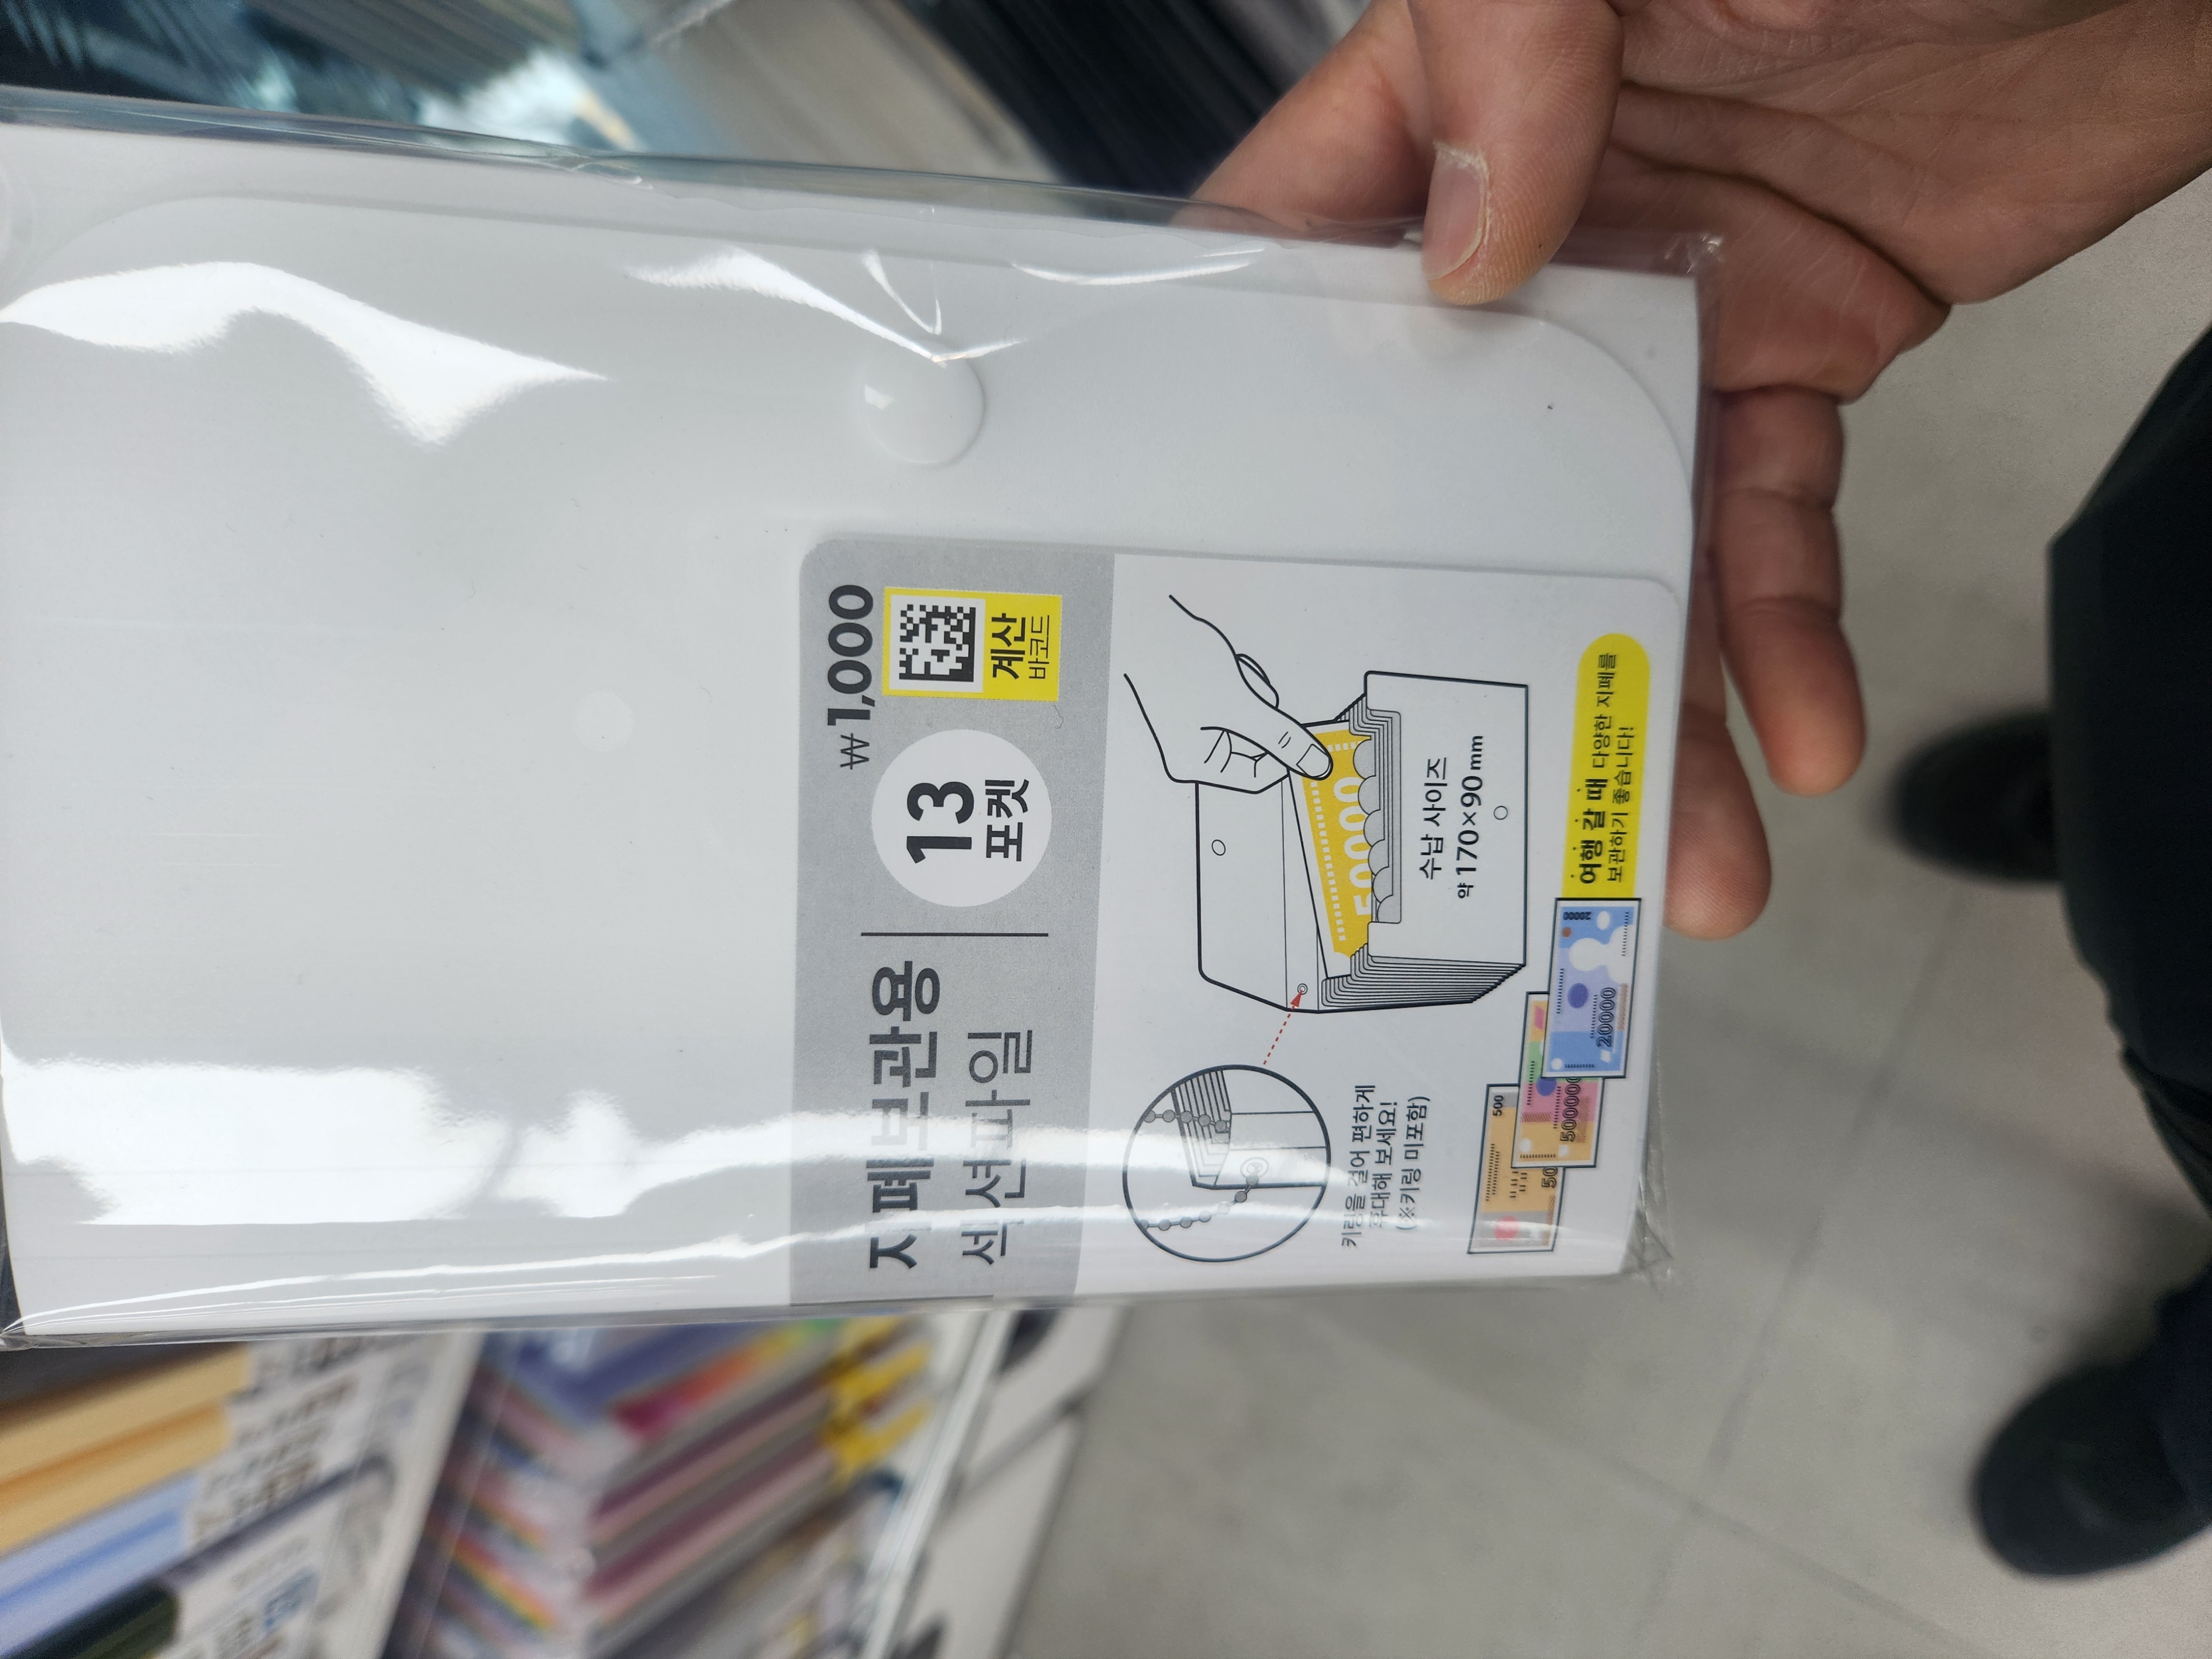 ₩1,000
지폐보관용
섹션파일
13
포켓
계산
바코드
50000
수납 사이즈
약 170×90mm
키링을 걸어 편하게
휴대해 보세요!
(※키링 미포함)
여행 갈 때 다양한 지폐를
보관하기 좋습니다!
500
50
500000
20000
20000